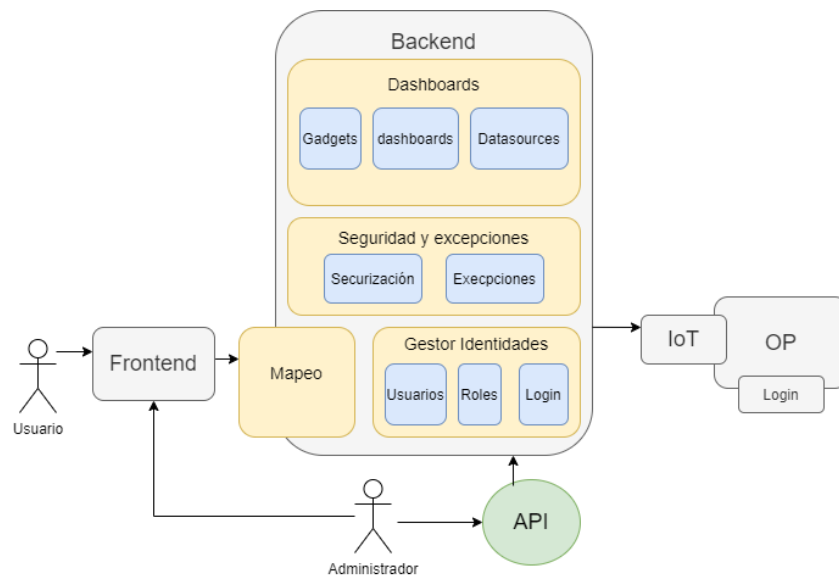 Backend
Dashboards
Gadgets
dashboards
Datasources
Seguridad y excepciones
Securización
Execpciones
Gestor Identidades
Usuarios
Roles
Login
Mapeo
Frontend
Usuario
IoT
OP
Login
API
Administrador